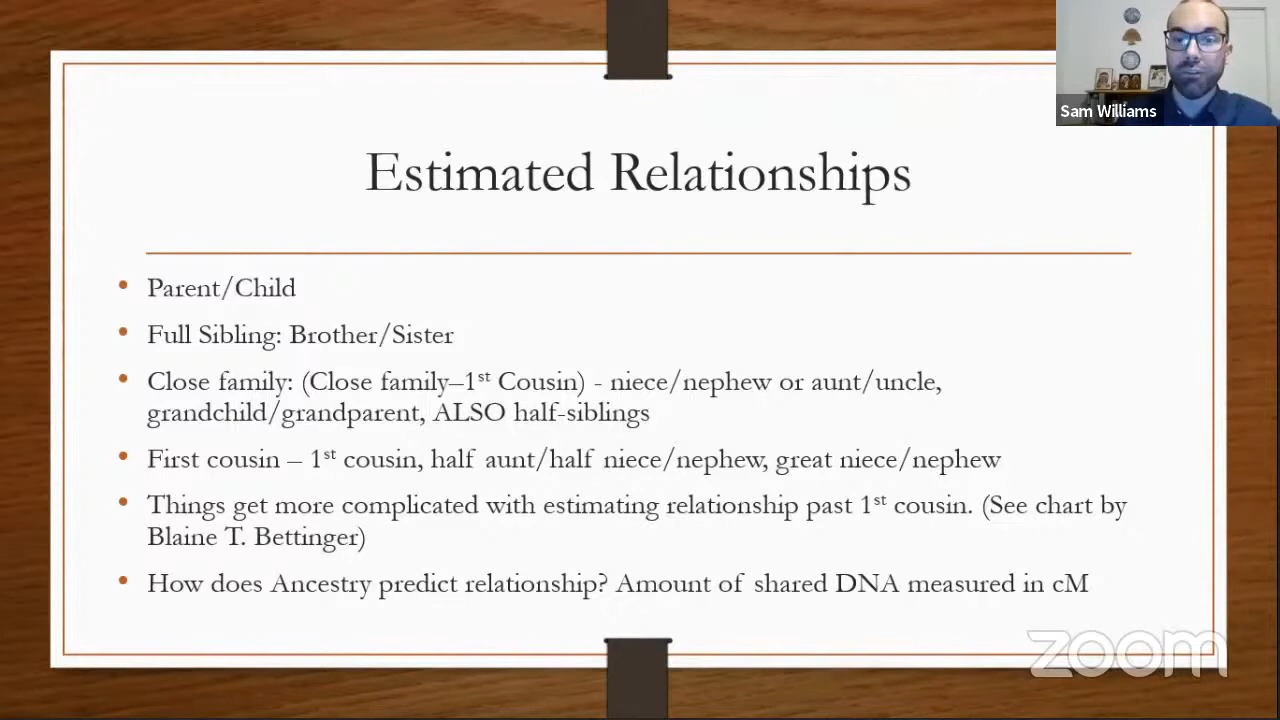 Sam Williams
Estimated Relationships
• Parent/Child
• Full Sibling: Brother/Sister
• Close family: (Close family–1st Cousin) - niece/nephew or aunt/uncle,
grandchild/grandparent, ALSO half-siblings
• First cousin – 1st cousin, half aunt/half niece/nephew, great niece/nephew
• Things get more complicated with estimating relationship past 1st cousin. (See chart by
Blaine T. Bettinger)
• How does Ancestry predict relationship? Amount of shared DNA measured in cM
zoom